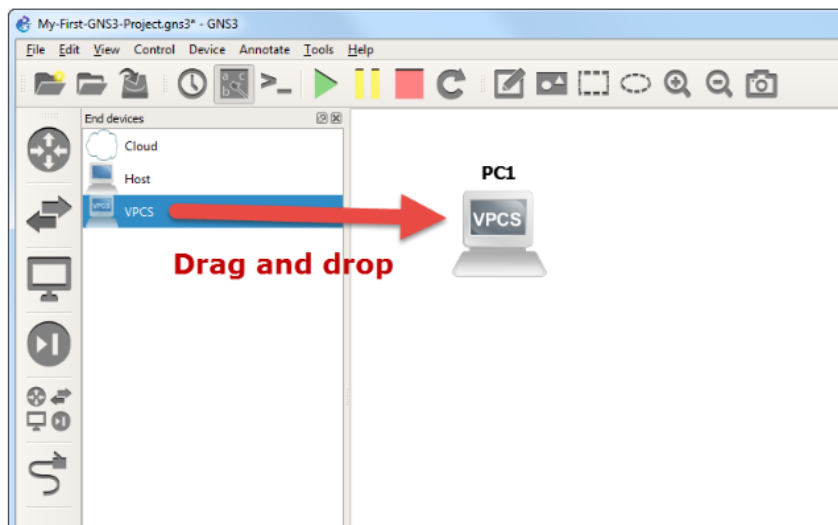 My-First-GNS3-Project.gns3* - GNS3
File Edit View Control Device Annotate Tools Help
End devices
Cloud
Host
VPCS
PC1
VPCS
Drag and drop